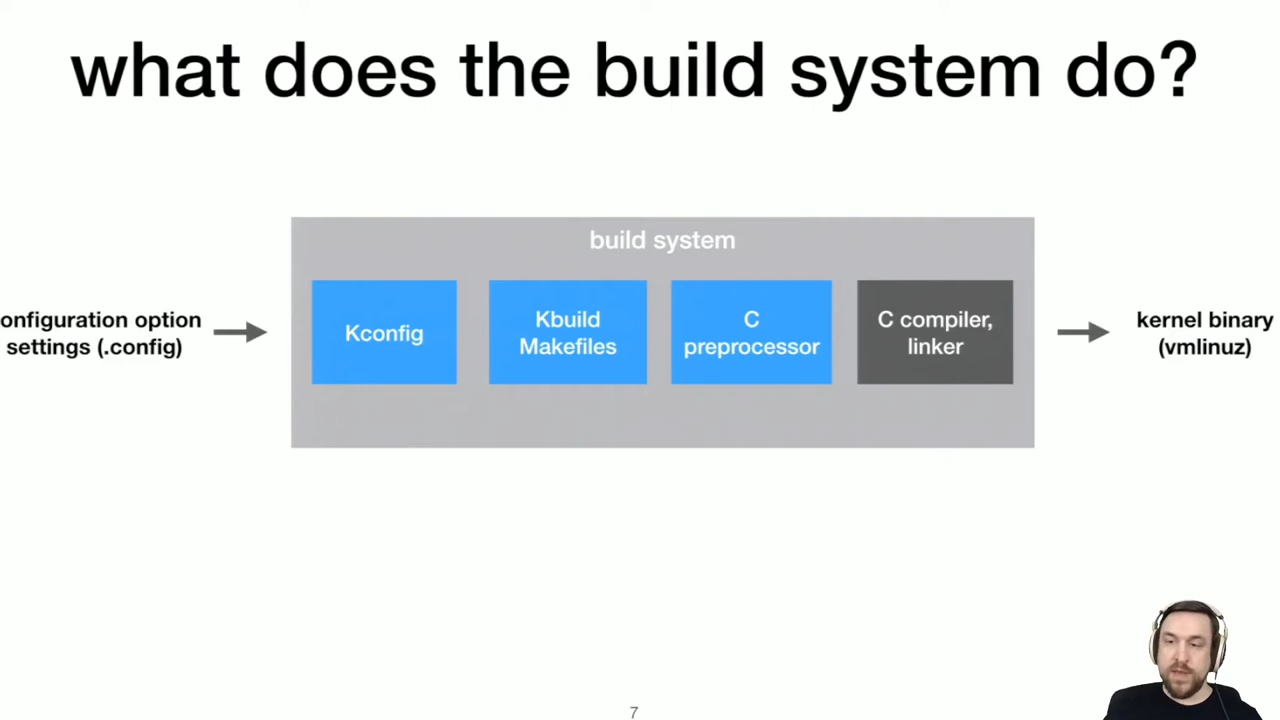 what does the build system do?
build system
onfiguration option
settings (.config)
Kconfig
Kbuild
Makefiles
C
preprocessor
C compiler,
linker
kernel binary
(vmlinuz)
7